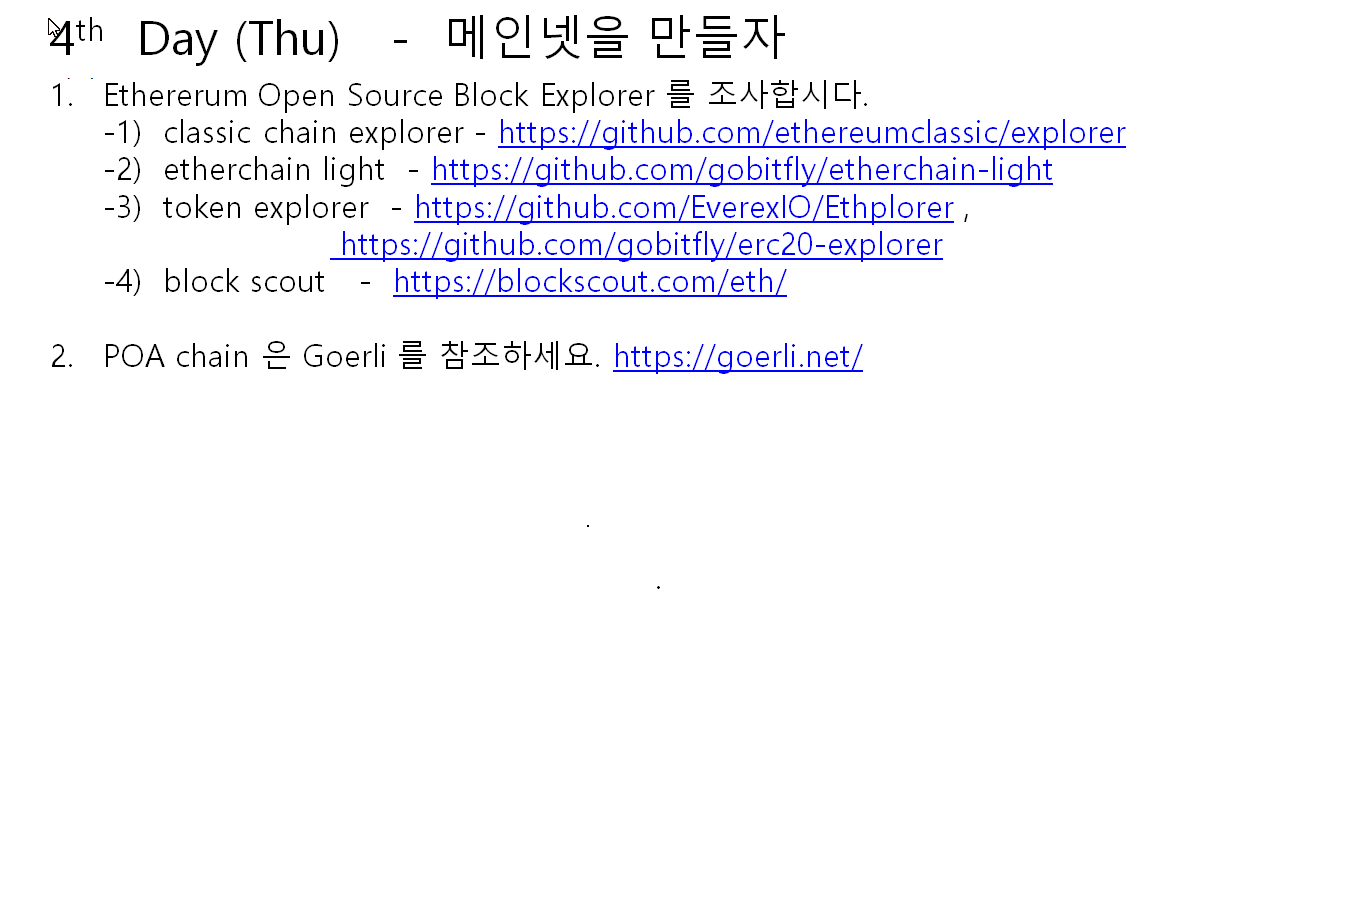 4th Day (Thu) - 메인넷을 만들자
1. Ethererum Open Source Block Explorer 를 조사합시다.
-1) classic chain explorer - https://github.com/ethereumclassic/explorer
-2) etherchain light - https://github.com/gobitfly/etherchain-light
-3) token explorer - https://github.com/EverexIO/Ethplorer ,
https://github.com/gobitfly/erc20-explorer
-4) block scout - https://blockscout.com/eth/
2. POA chain 은 Goerli 를 참조하세요. https://goerli.net/